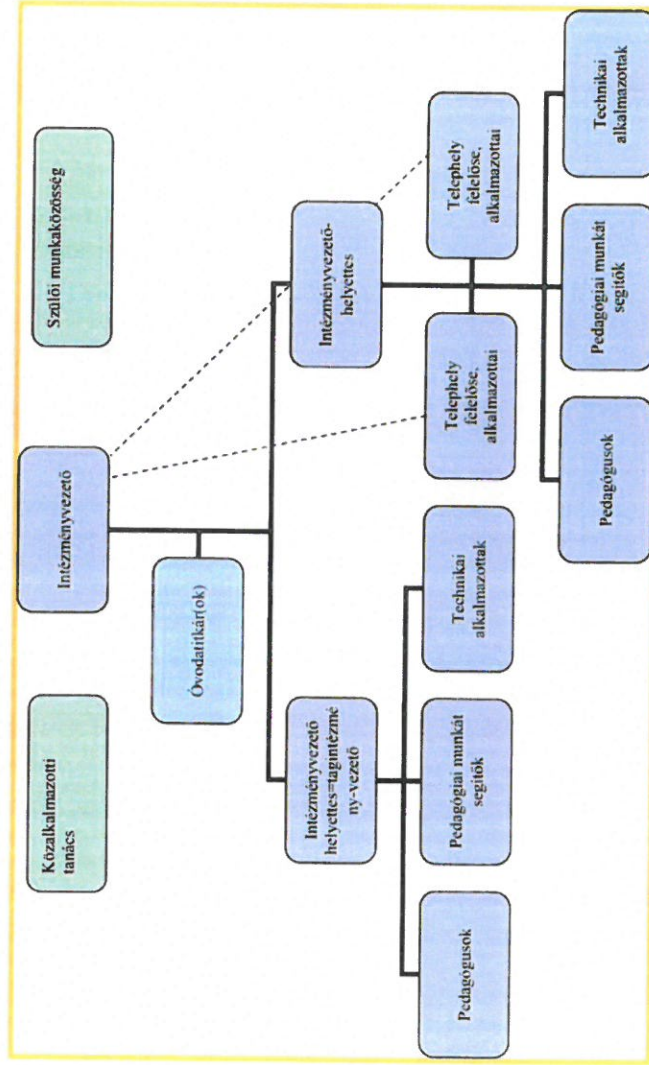 Közalkalmazotti
tanács
Intézményvezető
Szülői munkaközösség
Óvodatitkár(ok)
Intézményvezető
helyettes=tagintézmé
ny-vezető
Intézményvezető-
helyettes
Pedagógusok
Pedagógiai munkát
segítők
Technikai
alkalmazottak
Telephely
felelőse,
alkalmazottai
Telephely
felelőse,
alkalmazottai
Pedagógusok
Pedagógiai munkát
segítők
Technikai
alkalmazottak